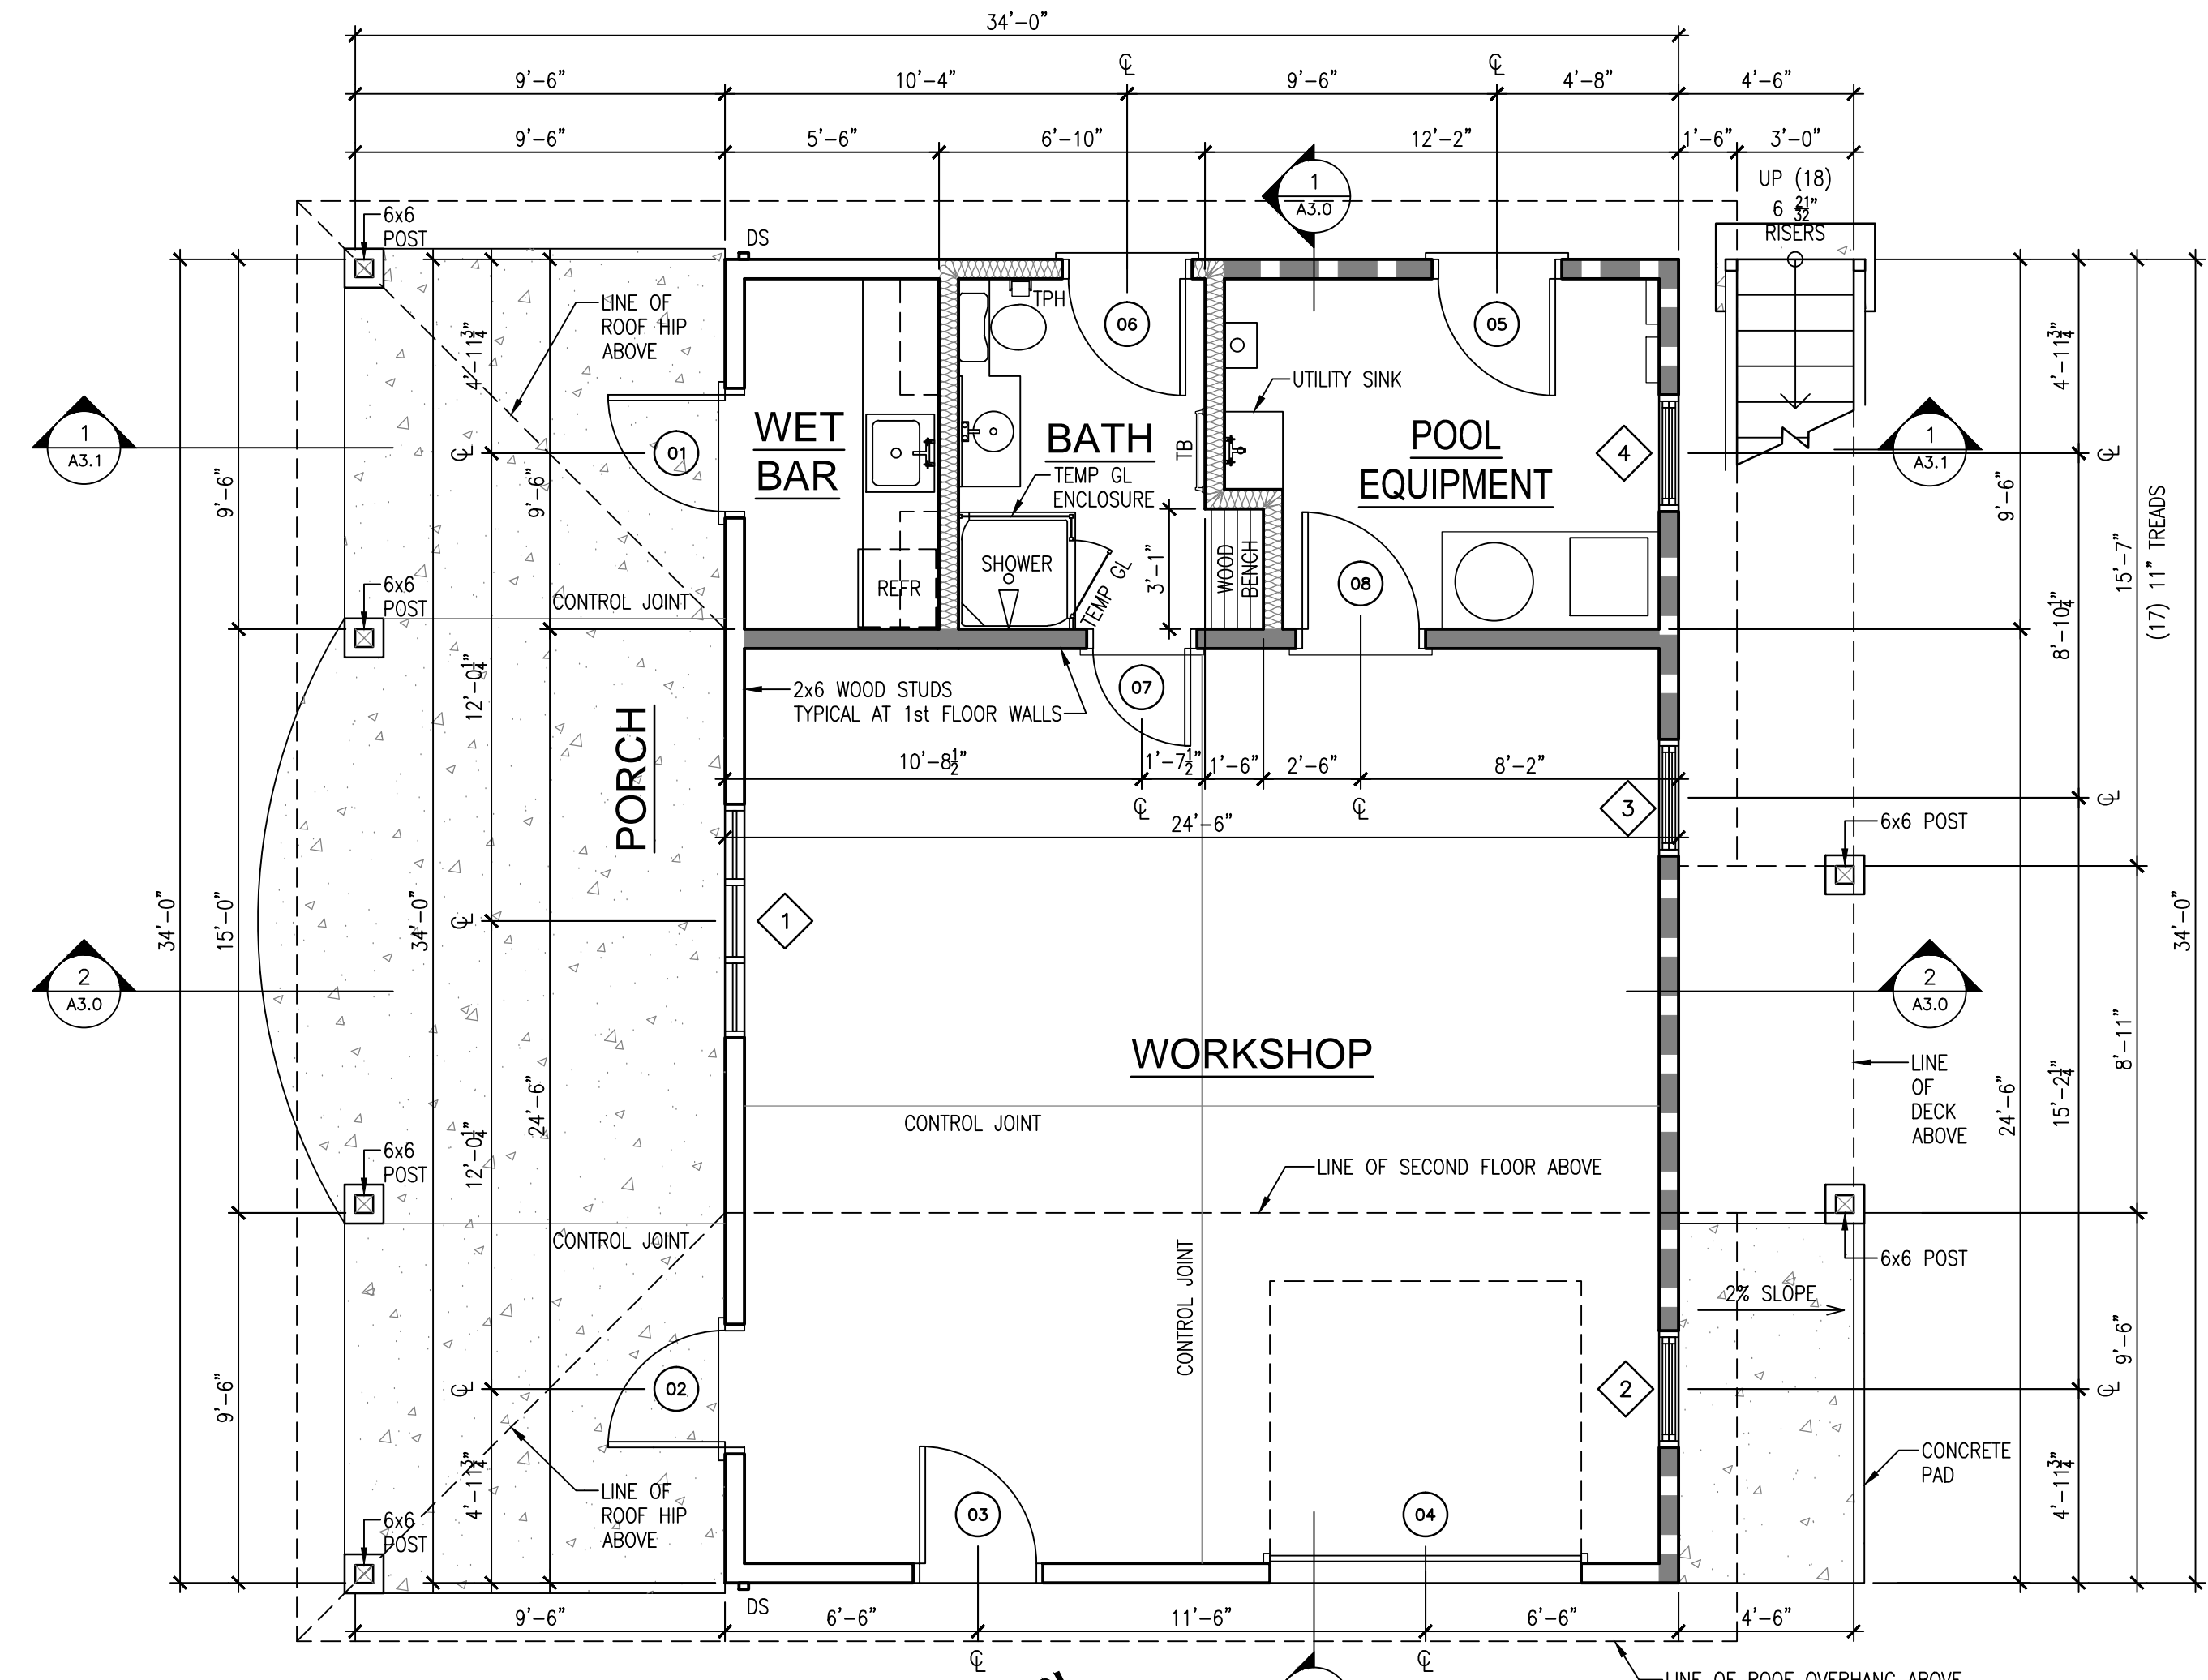 34'-0"
9'-6"
10'-4"
℄
9'-6"
℄
4'-8"
4'-6"
9'-6"
5'-6"
6'-10"
12'-2"
1'-6"
3'-0"
1
A3.0
UP (18)
6 21/32"
RISERS
6x6
POST
DS
LINE OF
ROOF HIP
ABOVE
4'-11 3/4"
TPH
06
05
UTILITY SINK
4'-11 3/4"
1
A3.1
℄
01
WET
BAR
BATH
TB
POOL
EQUIPMENT
4
1
A3.1
℄
TEMP GL
ENCLOSURE
9'-6"
9'-6"
9'-6"
15'-7"
(17) 11" TREADS
SHOWER
TEMP GL
3'-1"
WOOD
BENCH
08
REFR
6x6
POST
CONTROL JOINT
8'-10 1/4"
12'-0 1/4"
PORCH
2x6 WOOD STUDS
TYPICAL AT 1st FLOOR WALLS
07
10'-8 1/2"
1'-7 1/2"
1'-6"
2'-6"
8'-2"
℄
℄
24'-6"
3
℄
6x6 POST
34'-0"
15'-0"
34'-0"
℄
1
34'-0"
2
A3.0
2
A3.0
WORKSHOP
8'-11"
LINE
OF
DECK
ABOVE
24'-6"
12'-0 1/4"
24'-6"
15'-2 1/4"
CONTROL JOINT
LINE OF SECOND FLOOR ABOVE
6x6
POST
CONTROL JOINT
CONTROL JOINT
6x6 POST
2% SLOPE
9'-6"
9'-6"
℄
02
2
℄
4'-11 3/4"
LINE OF
ROOF HIP
ABOVE
03
04
CONCRETE
PAD
4'-11 3/4"
6x6
POST
DS
9'-6"
6'-6"
11'-6"
6'-6"
4'-6"
℄
℄
LINE OF ROOF OVERHANG ABOVE